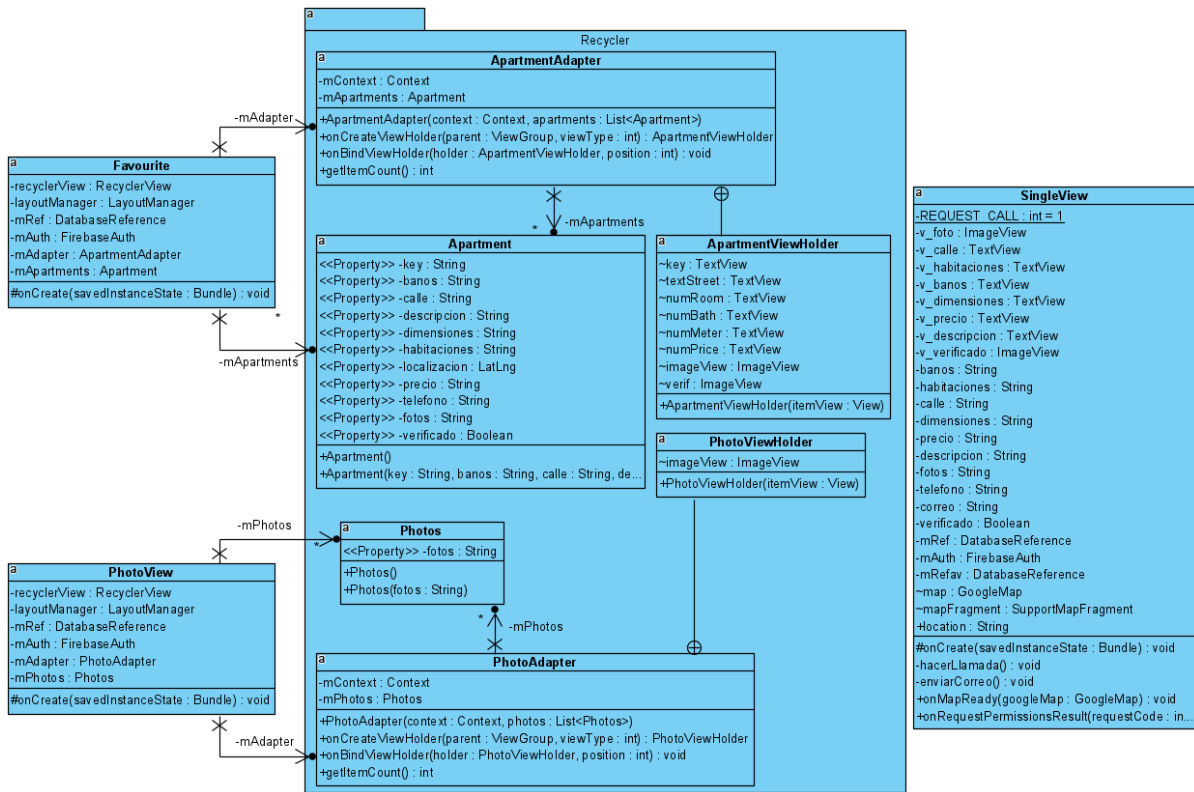 a
Recycler
a
ApartmentAdapter
-mContext : Context
-mApartments : Apartment
+ApartmentAdapter(context : Context, apartments : List<Apartment>)
+onCreateViewHolder(parent : ViewGroup, viewType : int) : ApartmentViewHolder
+onBindViewHolder(holder : ApartmentViewHolder, position : int) : void
+getItemCount() : int
-mAdapter
a
Favourite
-recyclerView : RecyclerView
-layoutManager : LayoutManager
-mRef : DatabaseReference
-mAuth : FirebaseAuth
-mAdapter : ApartmentAdapter
-mApartments : Apartment
#onCreate(savedInstanceState : Bundle) : void
*
-mApartments
*
-mApartments
a
Apartment
<<Property>> -key : String
<<Property>> -banos : String
<<Property>> -calle : String
<<Property>> -descripcion : String
<<Property>> -dimensiones : String
<<Property>> -habitaciones : String
<<Property>> -localizacion : LatLng
<<Property>> -precio : String
<<Property>> -telefono : String
<<Property>> -fotos : String
<<Property>> -verificado : Boolean
+Apartment()
+Apartment(key : String, banos : String, calle : String, de...
a
ApartmentViewHolder
~key : TextView
~textStreet : TextView
~numRoom : TextView
~numBath : TextView
~numMeter : TextView
~numPrice : TextView
~imageView : ImageView
~verif : ImageView
+ApartmentViewHolder(itemView : View)
a
PhotoViewHolder
~imageView : ImageView
+PhotoViewHolder(itemView : View)
-mPhotos
*
a
Photos
<<Property>> -fotos : String
+Photos()
+Photos(fotos : String)
*
-mPhotos
a
PhotoView
-recyclerView : RecyclerView
-layoutManager : LayoutManager
-mRef : DatabaseReference
-mAuth : FirebaseAuth
-mAdapter : PhotoAdapter
-mPhotos : Photos
#onCreate(savedInstanceState : Bundle) : void
-mAdapter
a
PhotoAdapter
-mContext : Context
-mPhotos : Photos
+PhotoAdapter(context : Context, photos : List<Photos>)
+onCreateViewHolder(parent : ViewGroup, viewType : int) : PhotoViewHolder
+onBindViewHolder(holder : PhotoViewHolder, position : int) : void
+getItemCount() : int
a
SingleView
-REQUEST_CALL : int = 1
-v_foto : ImageView
-v_calle : TextView
-v_habitaciones : TextView
-v_banos : TextView
-v_dimensiones : TextView
-v_precio : TextView
-v_descripcion : TextView
-v_verificado : ImageView
-banos : String
-habitaciones : String
-calle : String
-dimensiones : String
-precio : String
-descripcion : String
-fotos : String
-telefono : String
-correo : String
-verificado : Boolean
-mRef : DatabaseReference
-mAuth : FirebaseAuth
-mRefav : DatabaseReference
~map : GoogleMap
~mapFragment : SupportMapFragment
+location : String
#onCreate(savedInstanceState : Bundle) : void
-hacerLlamada() : void
-enviarCorreo() : void
+onMapReady(googleMap : GoogleMap) : void
+onRequestPermissionsResult(requestCode : in...